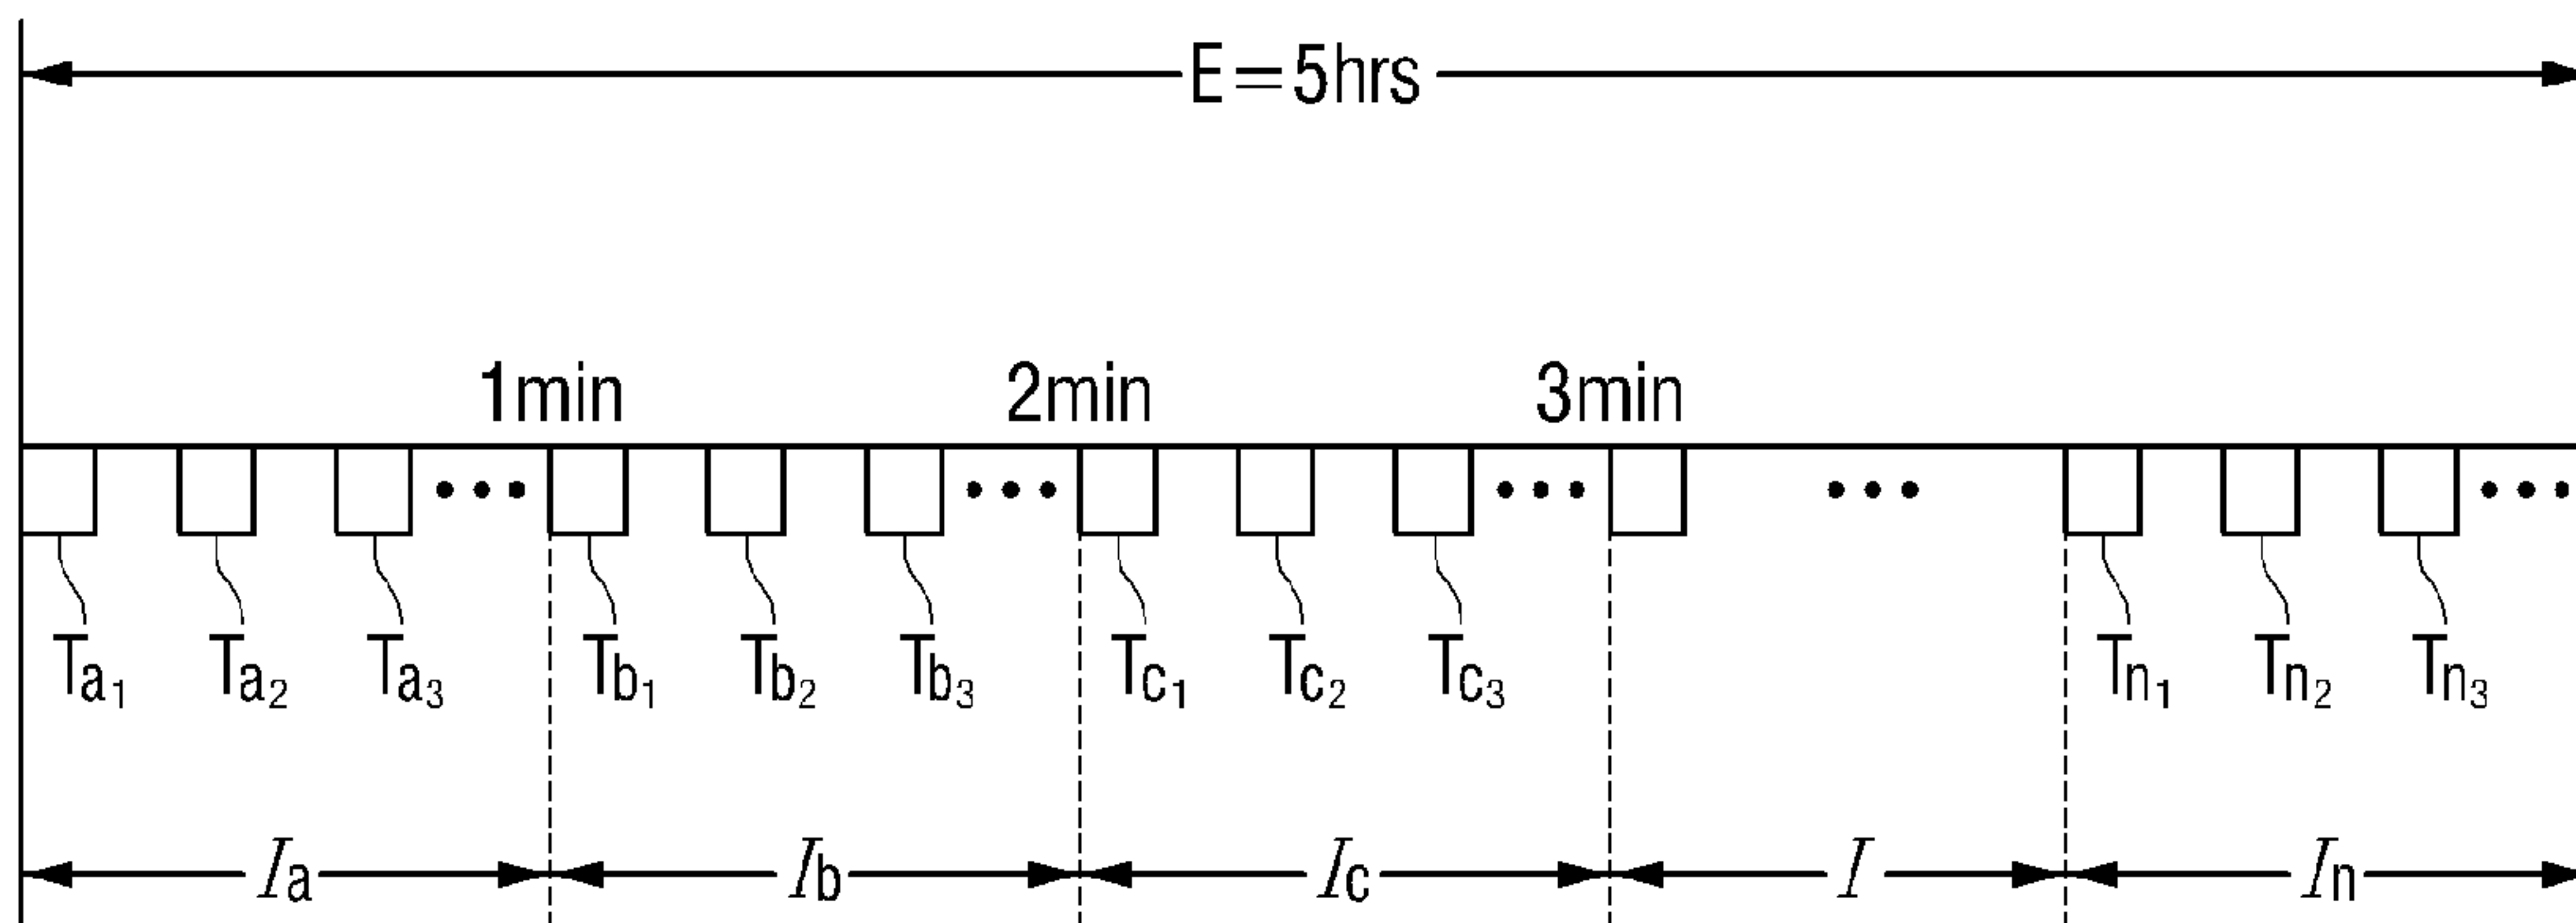 E=5hrs
1min 2min 3min
Ta1 Ta2 Ta3 Tb1 Tb2 Tb3 Tc1 Tc2 Tc3 Tn1 Tn2 Tn3
Ia Ib Ic I In